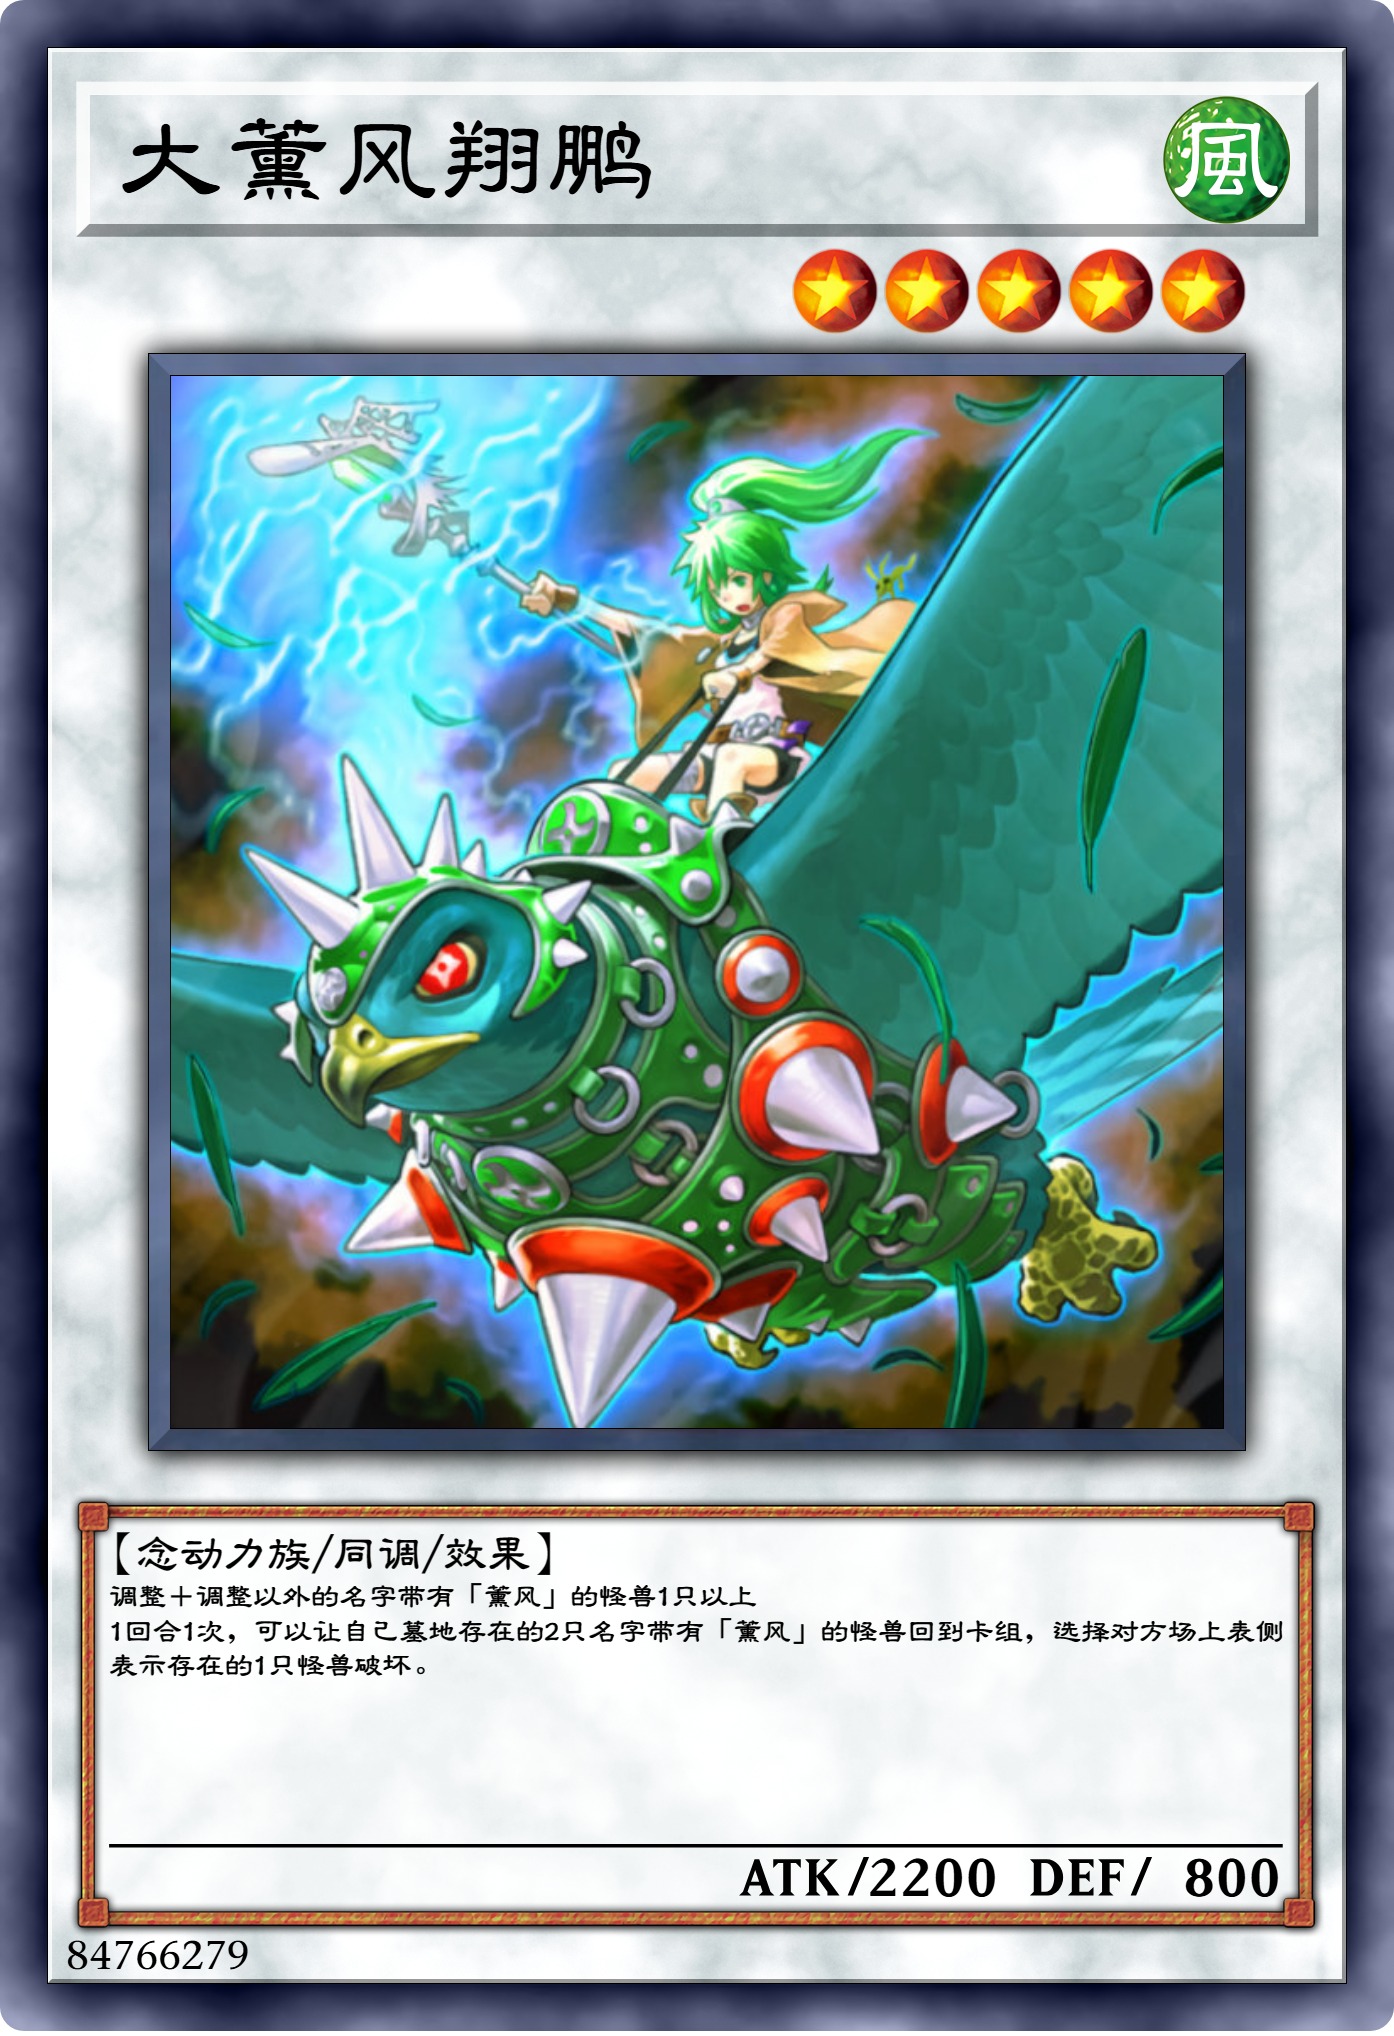 大薰风翔鹏
風
【念动力族/同调/效果】
调整＋调整以外的名字带有「薰风」的怪兽1只以上
1回合1次，可以让自己墓地存在的2只名字带有「薰风」的怪兽回到卡组，选择对方场上表侧
表示存在的1只怪兽破坏。
ATK/2200 DEF/ 800
84766279